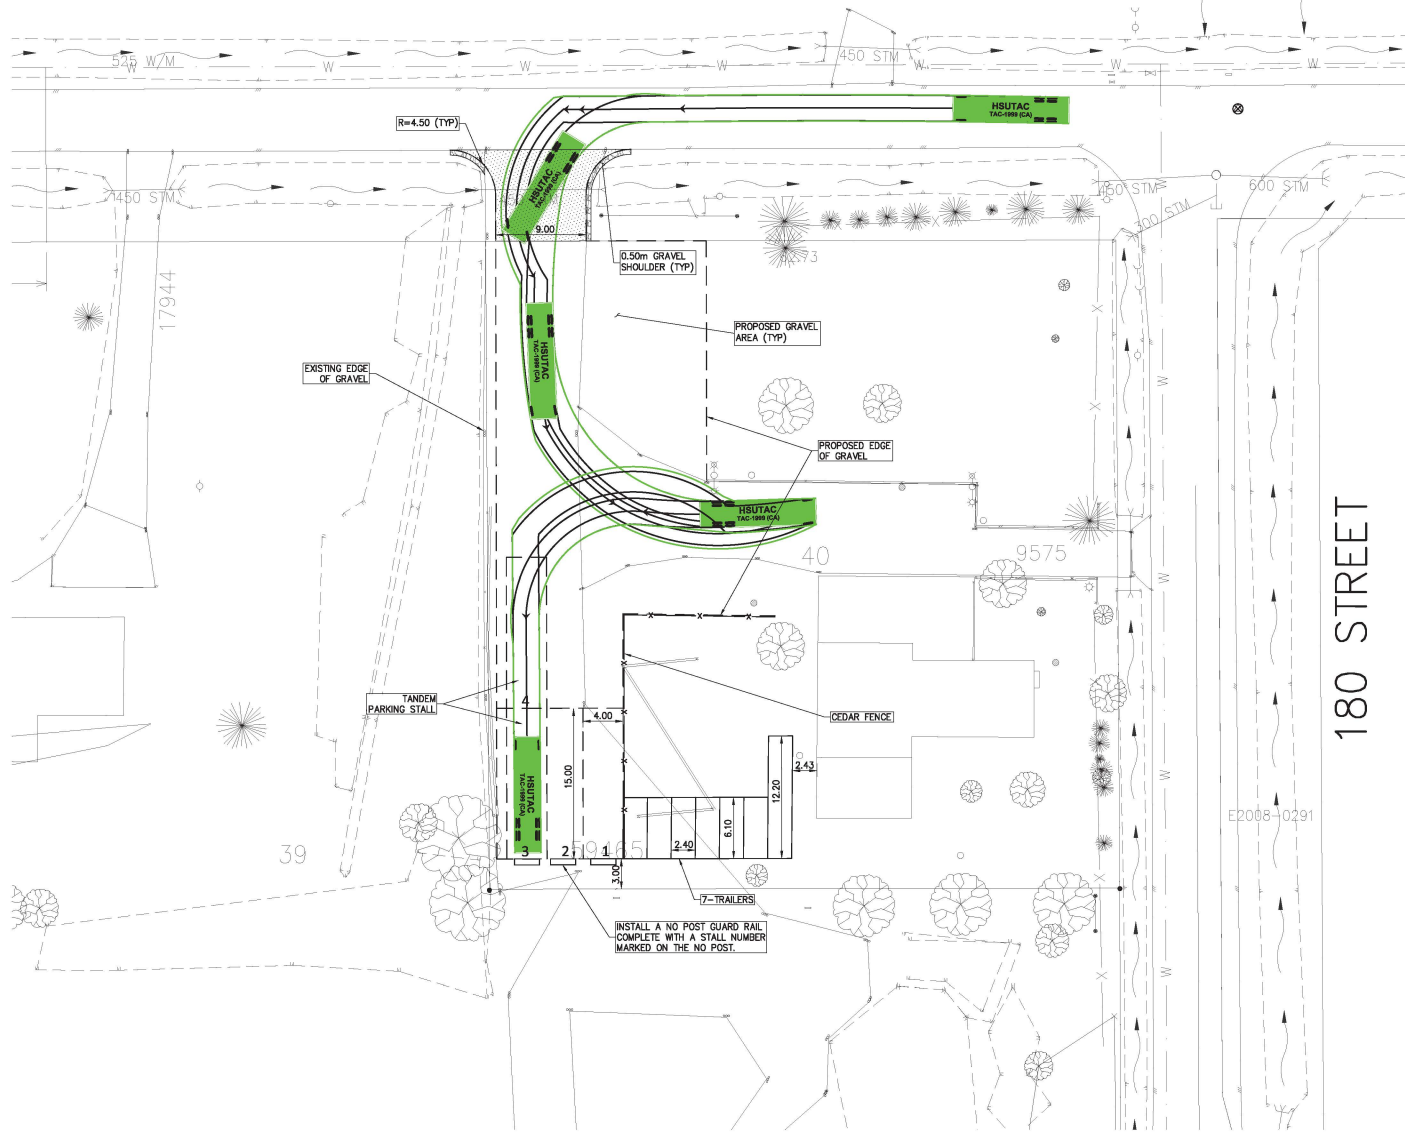 525 W/M
W
W
W
W
W
450 STM
W
W
W
HSUTAC
TAC-1999 (CA)
R=4.50 (TYP)
HSUTAC
TAC-1999 (CA)
450 STM
450 STM
600 STM
300 STM
9.00
0.50m GRAVEL
SHOULDER (TYP)
17944
PROPOSED GRAVEL
AREA (TYP)
HSUTAC
TAC-1999 (CA)
EXISTING EDGE
OF GRAVEL
PROPOSED EDGE
OF GRAVEL
HSUTAC
TAC-1999 (CA)
40
9575
180 STREET
TANDEM
PARKING STALL
4
4.00
CEDAR FENCE
15.00
HSUTAC
TAC-1999 (CA)
2.43
12.20
6.10
2.40
E2008-0291
39
3
2
1
59465
3.00
7-TRAILERS
INSTALL A NO POST GUARD RAIL
COMPLETE WITH A STALL NUMBER
MARKED ON THE NO POST.